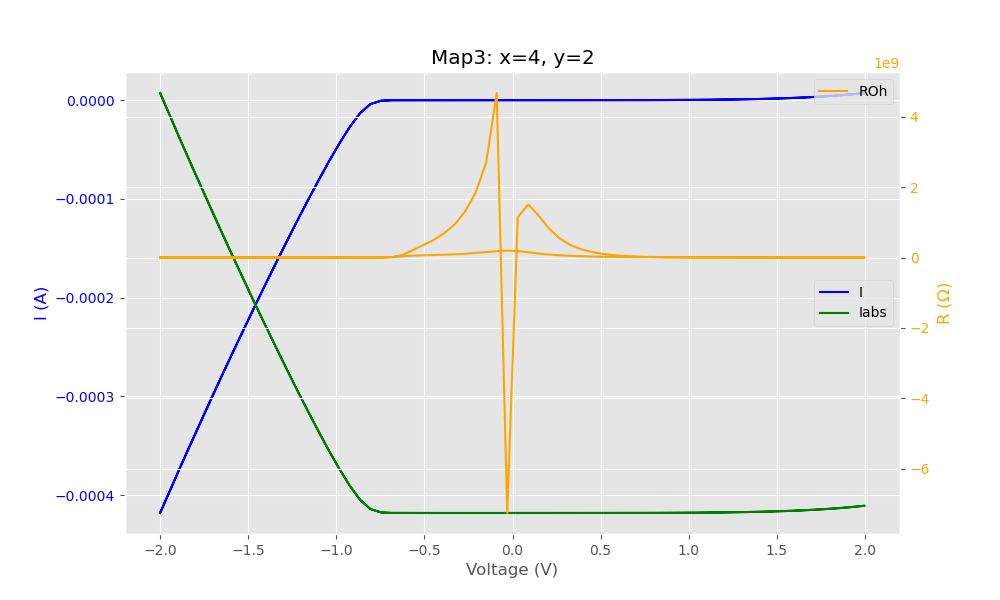 Map3: x=4, y=2
1e9
ROh
I
Iabs
I (A)
0.0000
−0.0001
−0.0002
−0.0003
−0.0004
R (Ω)
4
2
0
−2
−4
−6
−2.0 −1.5 −1.0 −0.5 0.0 0.5 1.0 1.5 2.0
Voltage (V)